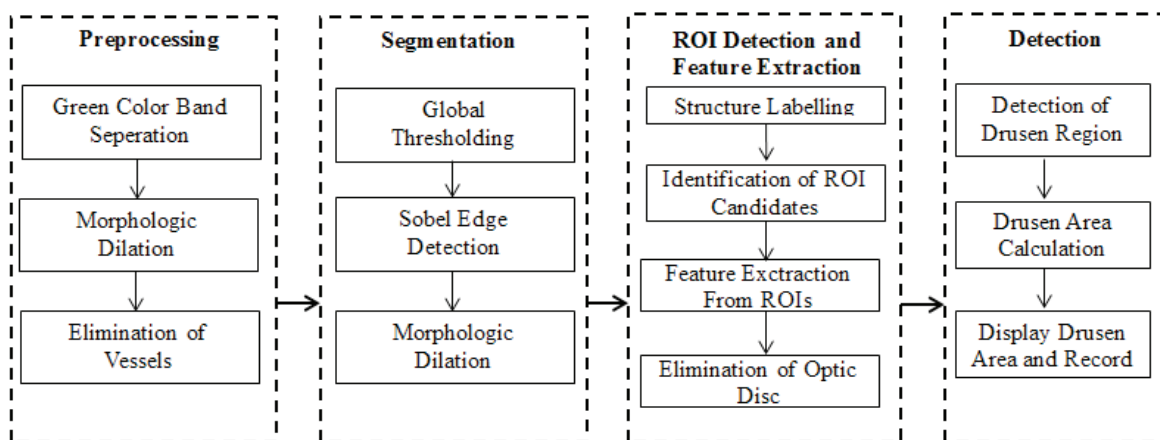 Preprocessing
Green Color Band
Seperation
Morphologic
Dilation
Elimination of
Vessels
Segmentation
Global
Thresholding
Sobel Edge
Detection
Morphologic
Dilation
ROI Detection and
Feature Extraction
Structure Labelling
Identification of ROI
Candidates
Feature Exctraction
From ROIs
Elimination of Optic
Disc
Detection
Detection of
Drusen Region
Drusen Area
Calculation
Display Drusen
Area and Record